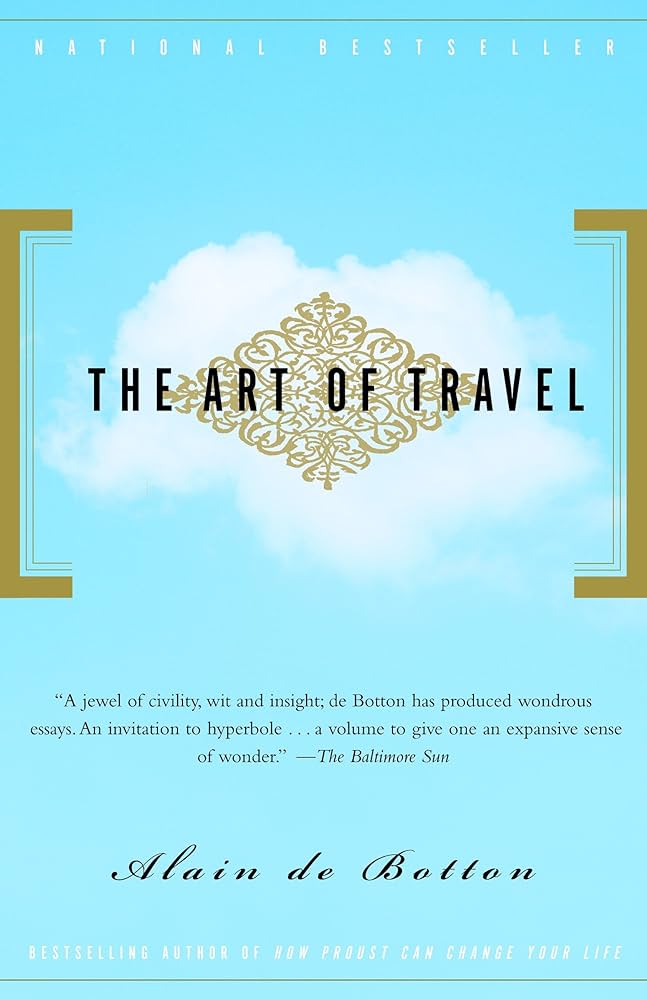 NATIONAL BESTSELLER
THE ART OF TRAVEL
“A jewel of civility, wit and insight; de Botton has produced wondrous
essays. An invitation to hyperbole . . . a volume to give one an expansive sense
of wonder.” —The Baltimore Sun
Alain de Botton
BESTSELLING AUTHOR OF HOW PROUST CAN CHANGE YOUR LIFE